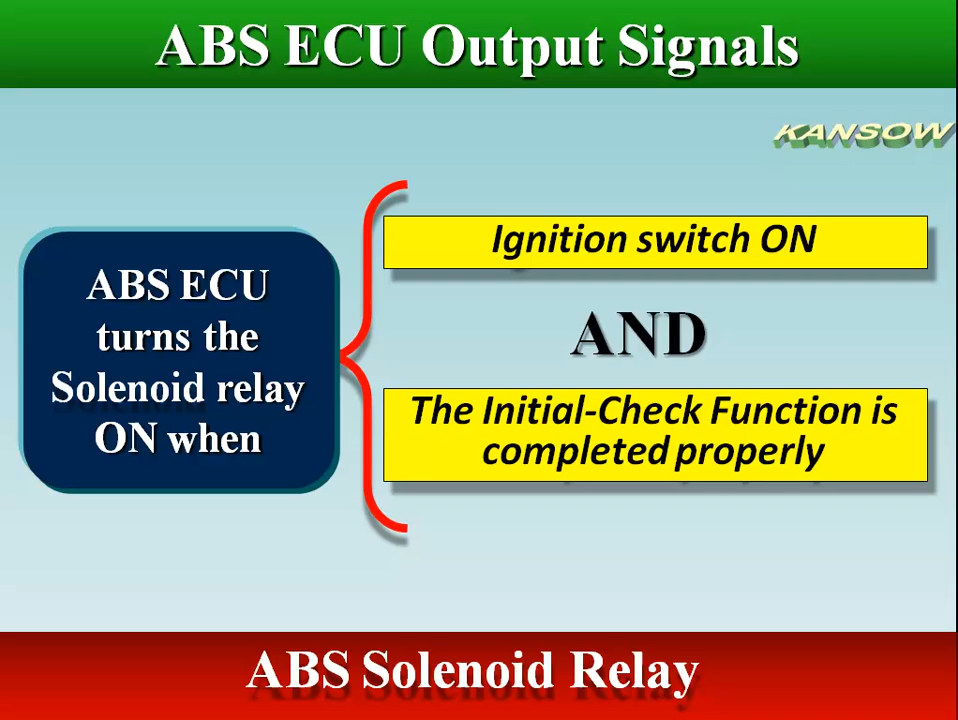 ABS ECU Output Signals
KANSOW
ABS ECU
turns the
Solenoid relay
ON when
Ignition switch ON
AND
The Initial-Check Function is
completed properly
ABS Solenoid Relay